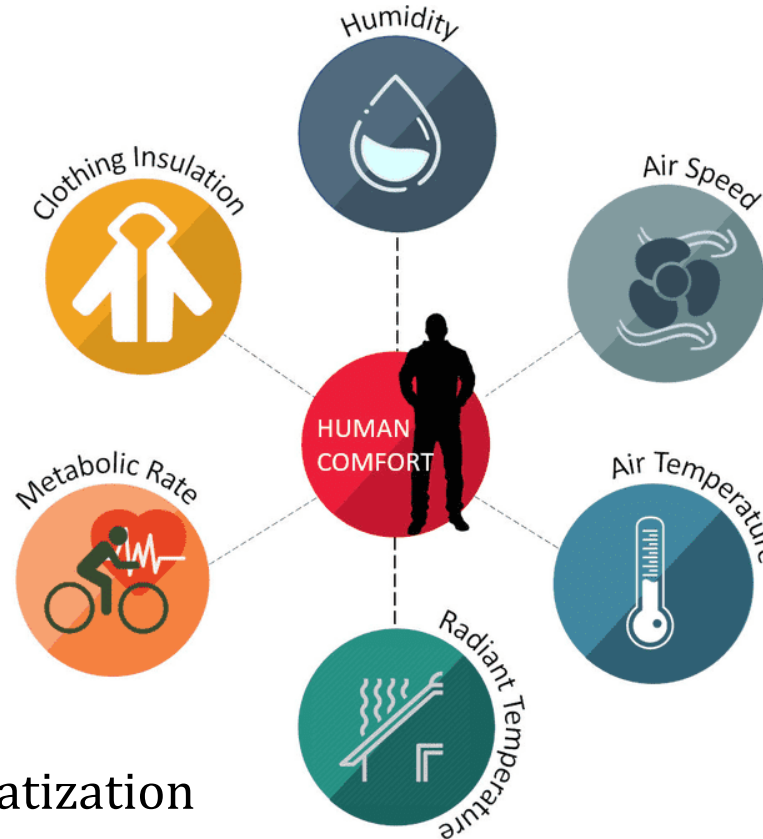 Humidity
Clothing Insulation
Air Speed
HUMAN
COMFORT
Metabolic Rate
Air Temperature
Radiant Temperature
atization